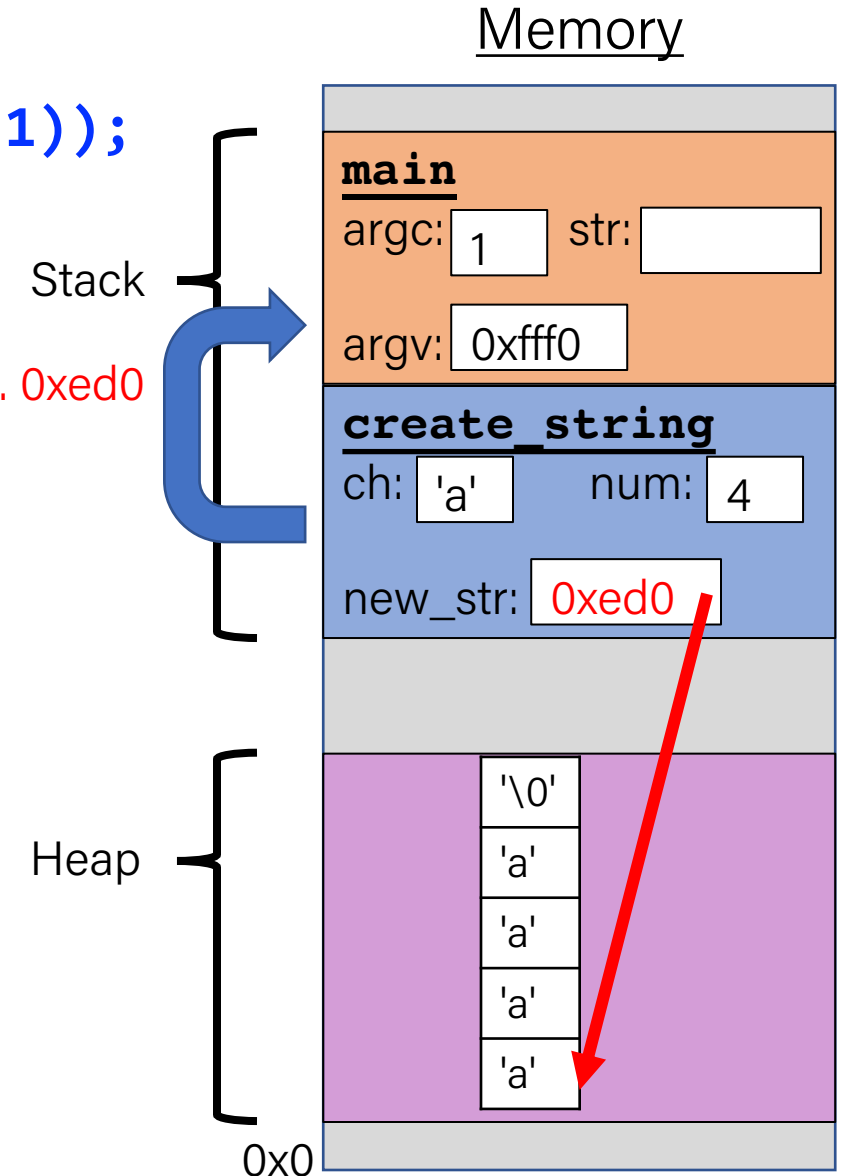 Memory
1));
main
argc: 1 str:
Stack
argv: 0xfff0
. 0xed0
create_string
ch: 'a' num: 4
new_str: 0xed0
'\0'
Heap
'a'
'a'
'a'
'a'
0x0